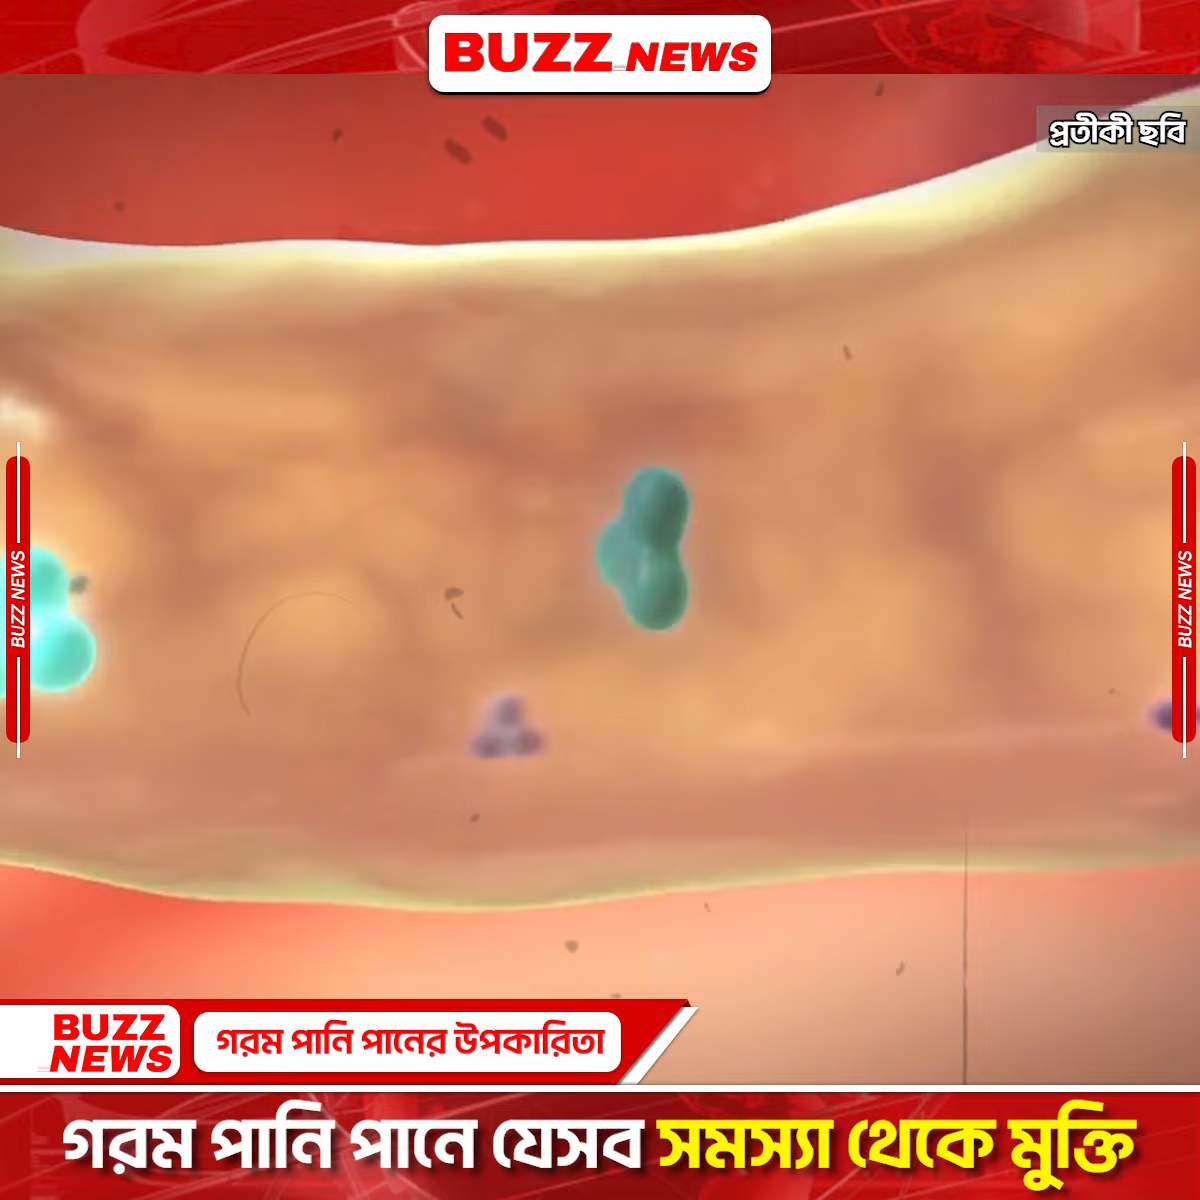 BUZZ NEWS
প্রতীকী ছবি
BUZZ NEWS
BUZZ NEWS
BUZZ
NEWS
গরম পানি পানের উপকারিতা
গরম পানি পানে যেসব সমস্যা থেকে মুক্তি